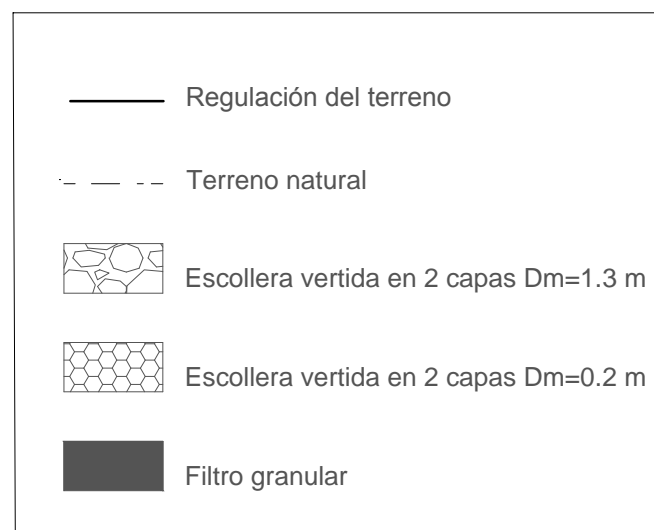 Regulación del terreno
Terreno natural
Escollera vertida en 2 capas Dm=1.3 m
Escollera vertida en 2 capas Dm=0.2 m
Filtro granular